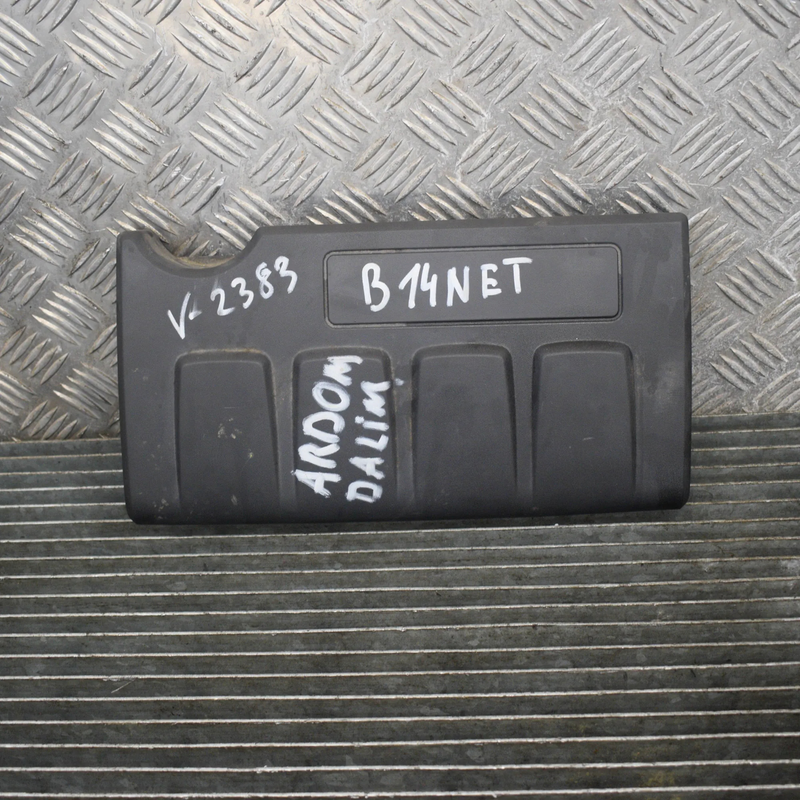 V-2383
B14NET
ARDOM
DALIM